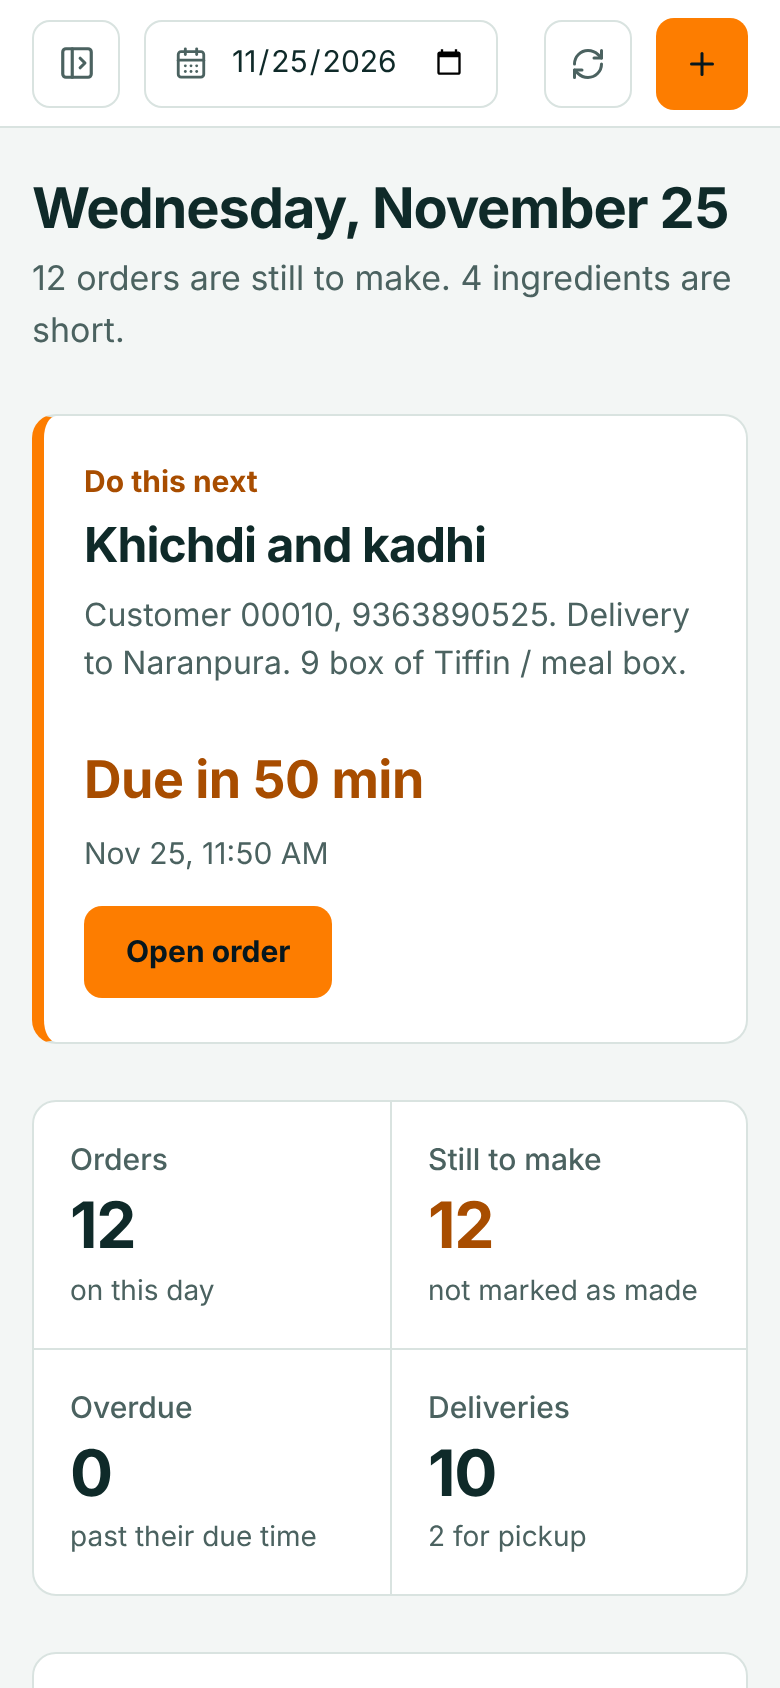 11/25/2026
Wednesday, November 25
12 orders are still to make. 4 ingredients are
short.
Do this next
Khichdi and kadhi
Customer 00010, 9363890525. Delivery
to Naranpura. 9 box of Tiffin / meal box.
Due in 50 min
Nov 25, 11:50 AM
Open order
Orders
12
on this day
Still to make
12
not marked as made
Overdue
0
past their due time
Deliveries
10
2 for pickup